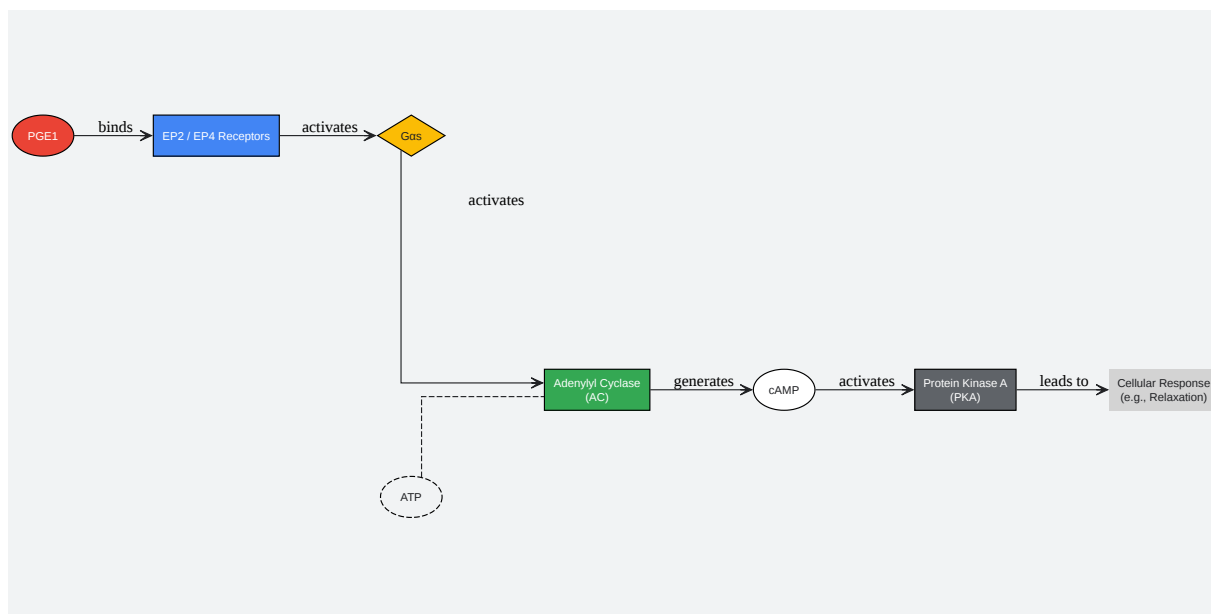 PGE1
binds
EP2 / EP4 Receptors
activates
Gαs
activates
Adenylyl Cyclase
(AC)
generates
cAMP
activates
Protein Kinase A
(PKA)
leads to
Cellular Response
(e.g., Relaxation)
ATP